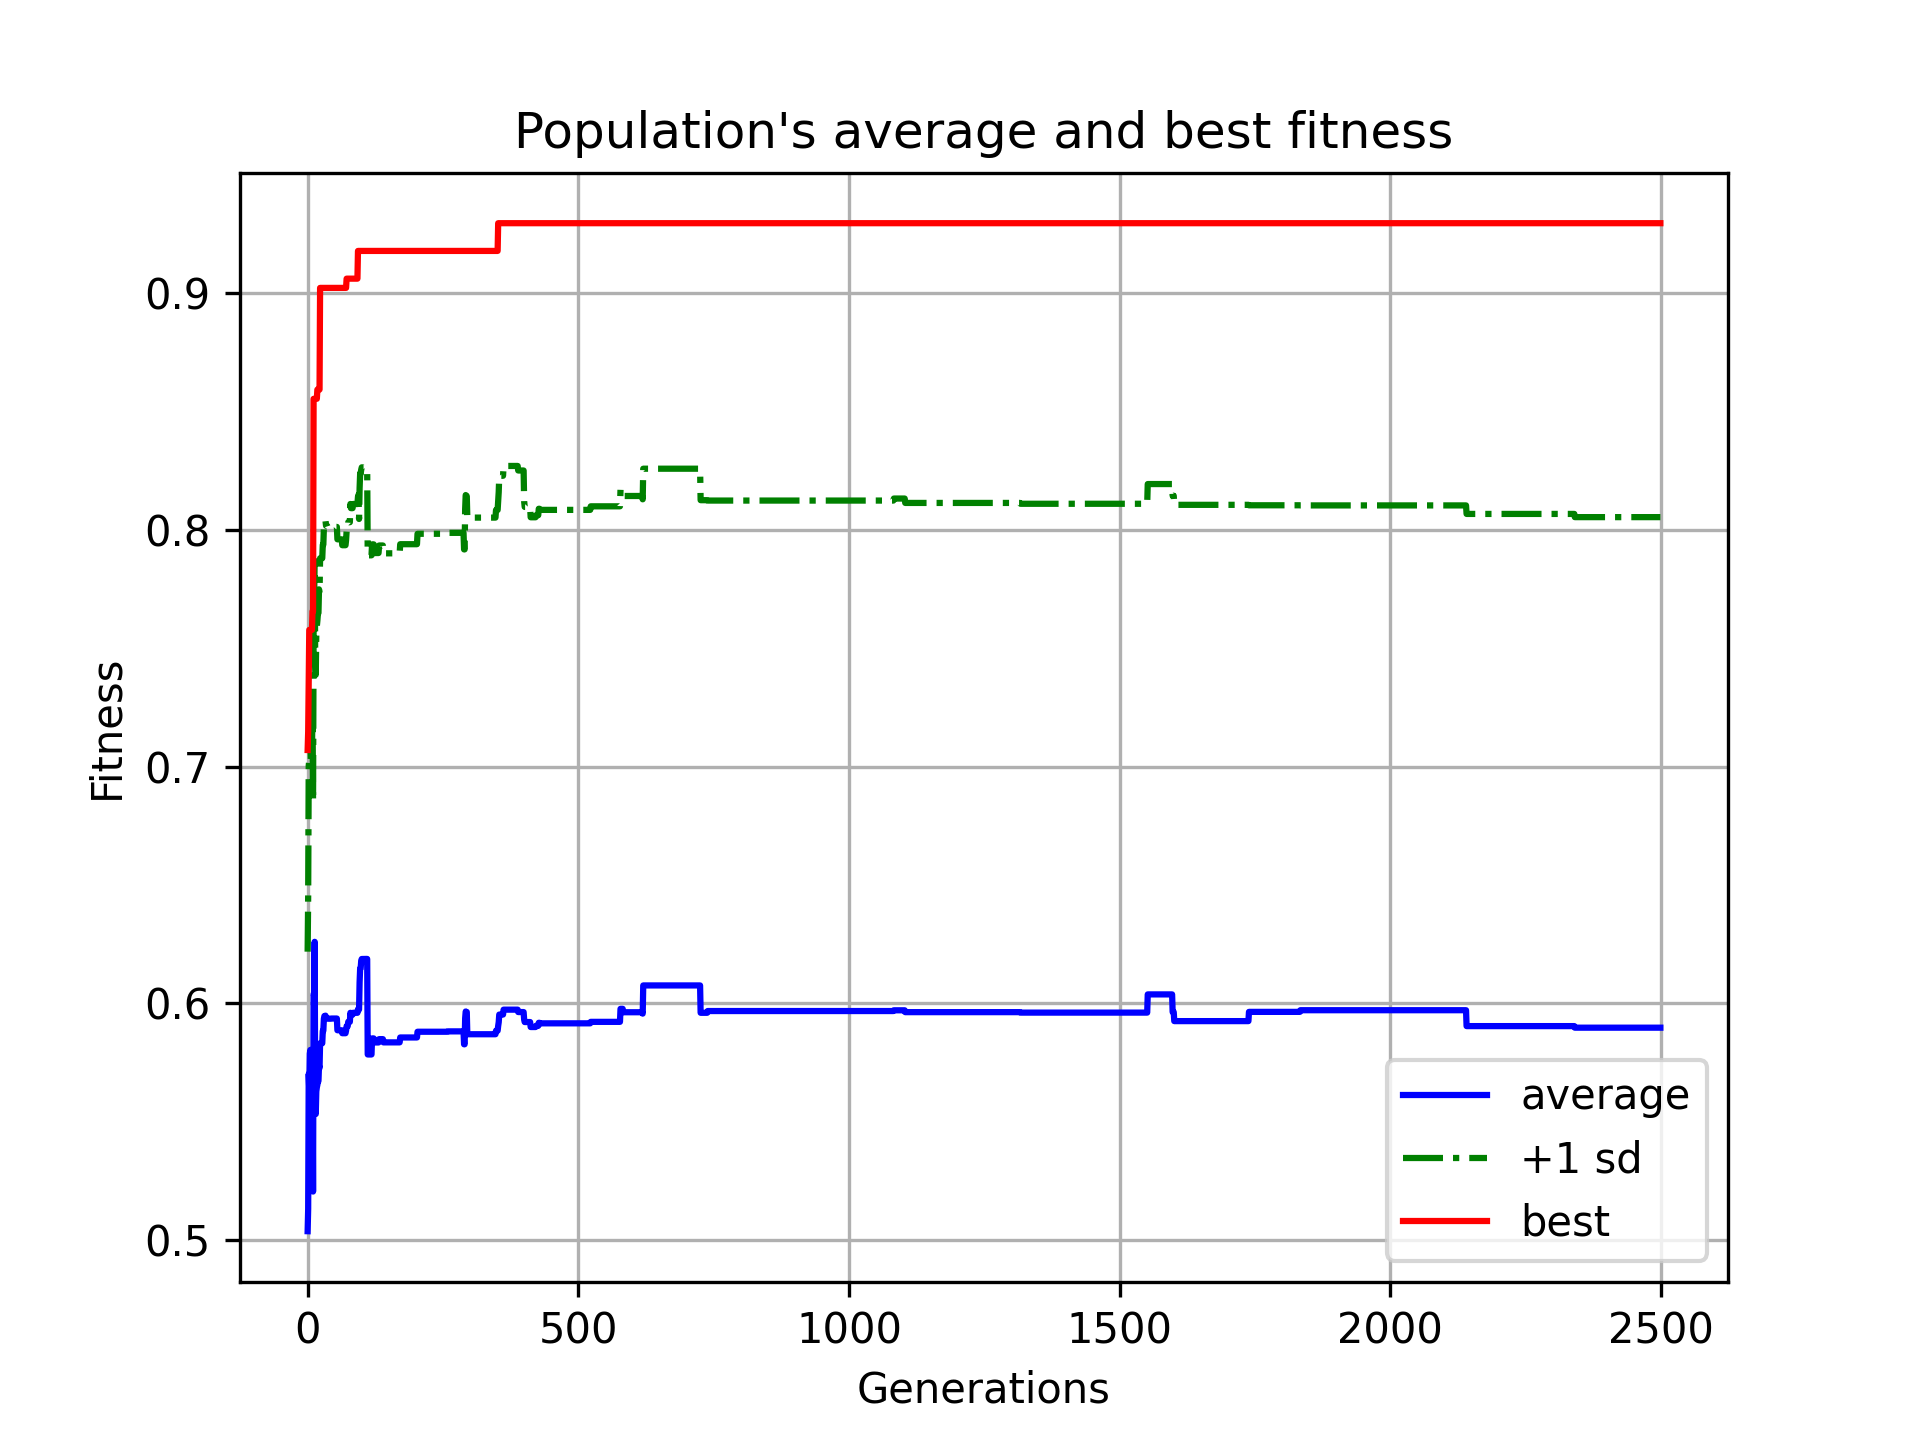 Population's average and best fitness
Fitness
0.9
0.8
0.7
0.6
0.5
0
500
1000
1500
2000
2500
Generations
average
+1 sd
best